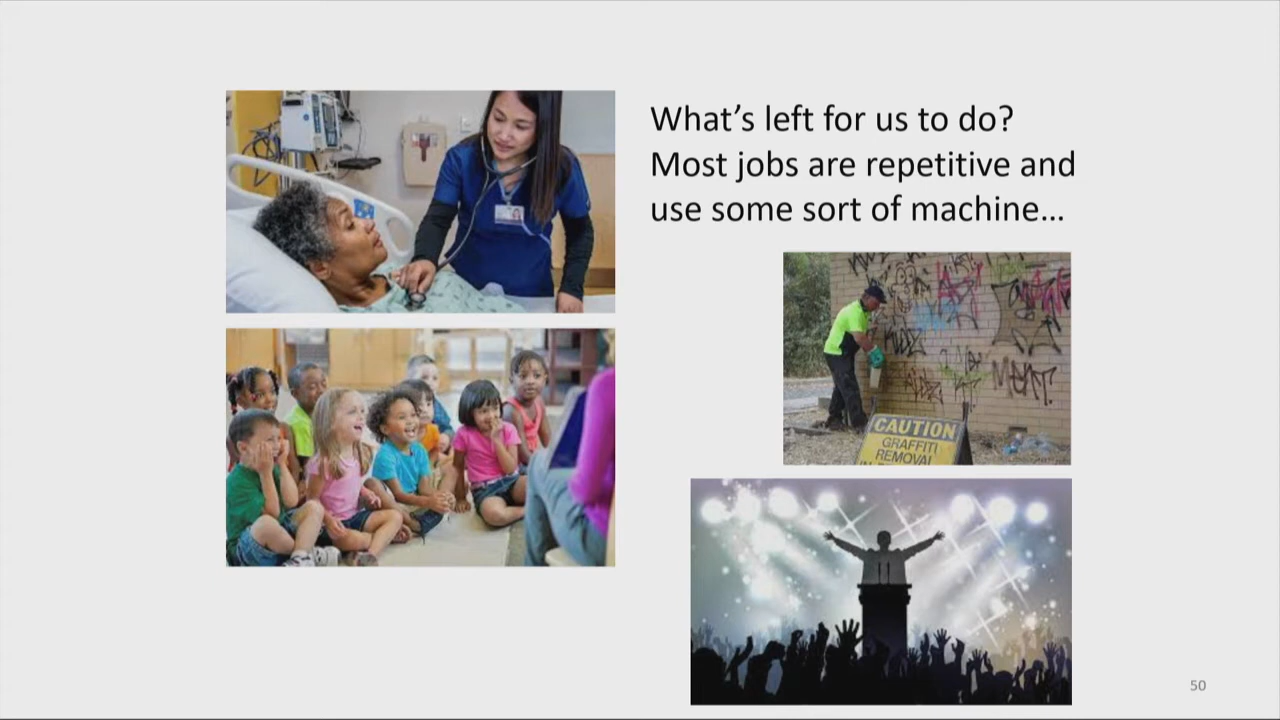 What's left for us to do?
Most jobs are repetitive and
use some sort of machine...
CAUTION
GRAFFITI
REMOVAL
50